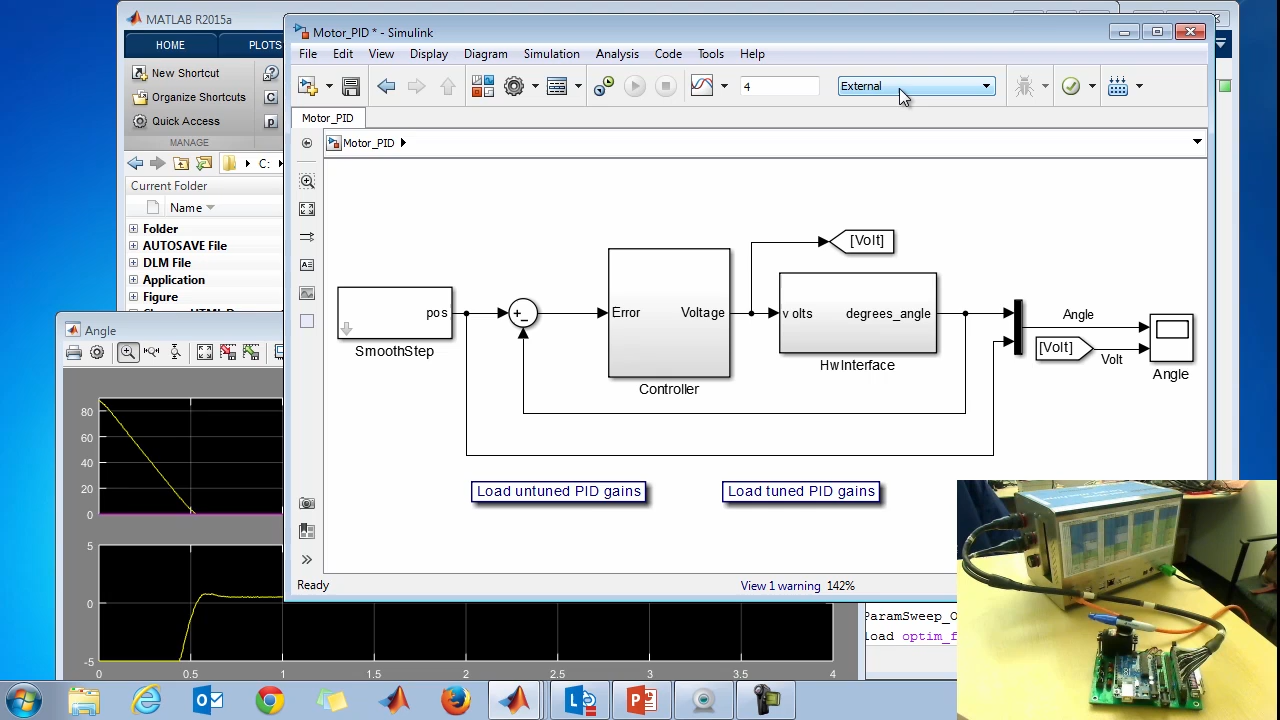 MATLAB R2015a
HOME
PLOTS
New Shortcut
Organize Shortcuts
Quick Access
MANAGE
C:
Current Folder
Name
Folder
AUTOSAVE File
DLM File
Application
Figure
Motor_PID * - Simulink
File Edit View Display Diagram Simulation Analysis Code Tools Help
4
External
Motor_PID
Motor_PID
[Volt]
pos
SmoothStep
+
-
Error
Voltage
Controller
v olts
degrees_angle
HwInterface
Angle
[Volt]
Volt
Angle
Load untuned PID gains
Load tuned PID gains
Ready
View 1 warning 142%
Angle
80
60
40
20
0
5
0
-5
0 0.5 1 1.5 2 2.5 3 3.5 4
ParamSweep_O
load optim_f